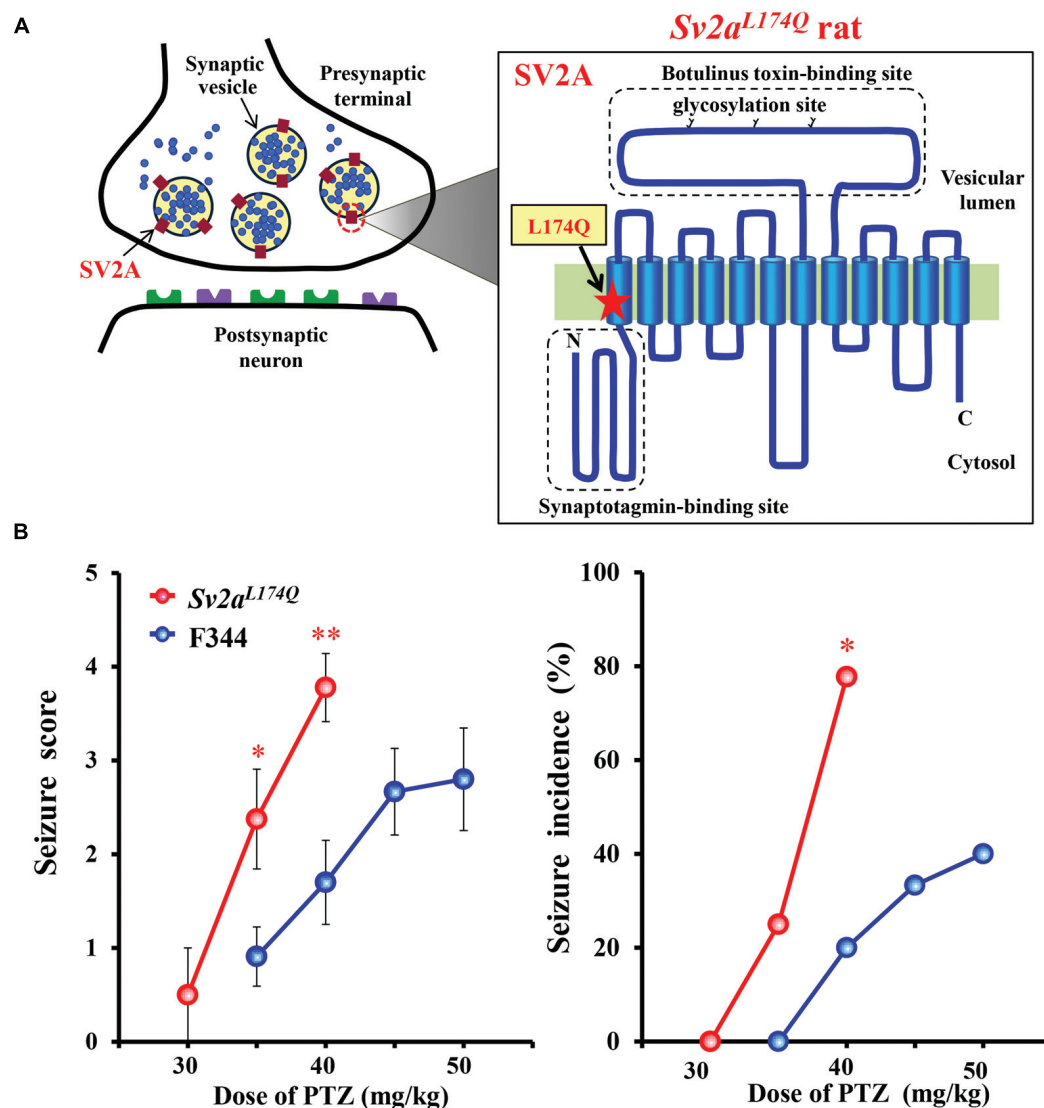 A
Sv2aL174Q rat
Synaptic
vesicle
Presynaptic
terminal
SV2A
Postsynaptic
neuron
SV2A
Botulinus toxin-binding site
glycosylation site
Vesicular
lumen
L174Q
N
C
Cytosol
Synaptotagmin-binding site
B
Sv2aL174Q
F344
Seizure score
5
4
3
2
1
0
*
**
30
40
50
Dose of PTZ (mg/kg)
Seizure incidence (%)
100
80
60
40
20
0
*
30
40
50
Dose of PTZ (mg/kg)